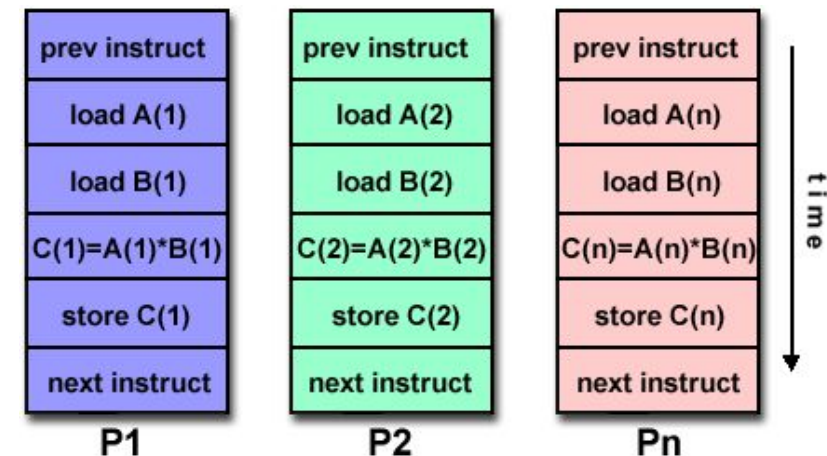 prev instruct
load A(1)
load B(1)
C(1)=A(1)*B(1)
store C(1)
next instruct
P1
prev instruct
load A(2)
load B(2)
C(2)=A(2)*B(2)
store C(2)
next instruct
P2
prev instruct
load A(n)
load B(n)
C(n)=A(n)*B(n)
store C(n)
next instruct
Pn
time